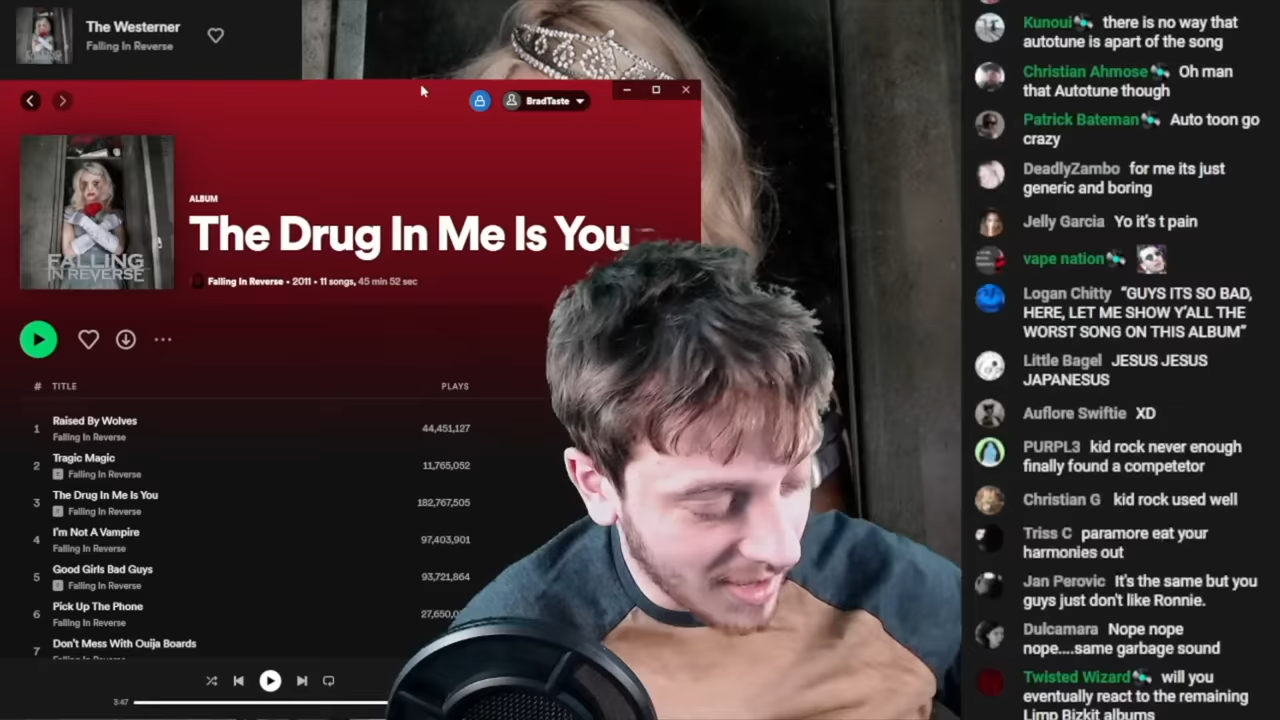 The Westerner
Falling In Reverse
BradTaste
FALLING
IN REVERSE
ALBUM
The Drug In Me Is You
Falling In Reverse • 2011 • 11 songs, 45 min 52 sec
# TITLE PLAYS
1 Raised By Wolves 44,451,127
Falling In Reverse
2 Tragic Magic 11,765,052
E Falling In Reverse
3 The Drug In Me Is You 182,767,505
E Falling In Reverse
4 I'm Not A Vampire 97,403,901
Falling In Reverse
5 Good Girls Bad Guys 93,721,864
E Falling In Reverse
6 Pick Up The Phone
Falling In Reverse
7 Don't Mess With Ouija Boards
3:47
Kunoui there is no way that
autotune is apart of the song
Christian Ahmose Oh man
that Autotune though
Patrick Bateman Auto toon go
crazy
DeadlyZambo for me its just
generic and boring
Jelly Garcia Yo it's t pain
vape nation
Logan Chitty “GUYS ITS SO BAD,
HERE, LET ME SHOW Y'ALL THE
WORST SONG ON THIS ALBUM”
Little Bagel JESUS JESUS
JAPANESUS
Auflore Swiftie XD
PURPL3 kid rock never enough
finally found a competetor
Christian G kid rock used well
Triss C paramore eat your
harmonies out
Jan Perovic It's the same but you
guys just don't like Ronnie.
Dulcamara Nope nope
nope....same garbage sound
Twisted Wizard will you
eventually react to the remaining
Limp Bizkit albums